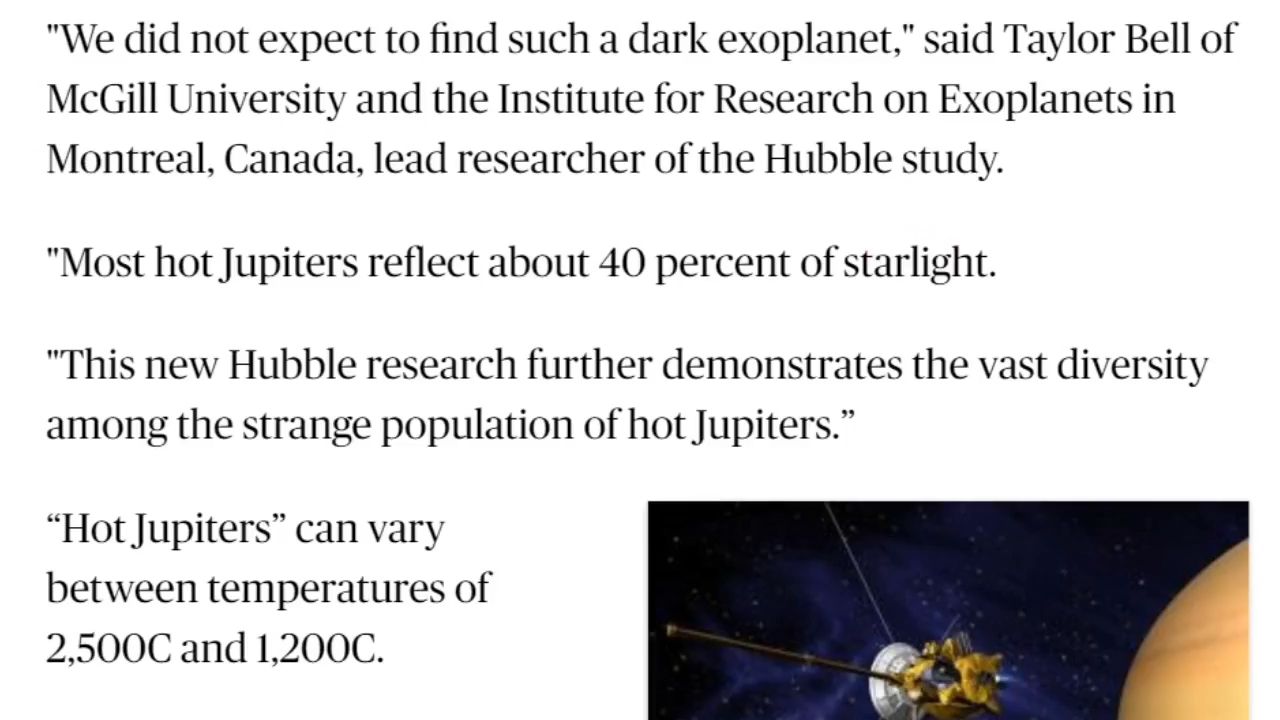 "We did not expect to find such a dark exoplanet," said Taylor Bell of
McGill University and the Institute for Research on Exoplanets in
Montreal, Canada, lead researcher of the Hubble study.
"Most hot Jupiters reflect about 40 percent of starlight.
"This new Hubble research further demonstrates the vast diversity
among the strange population of hot Jupiters.”
“Hot Jupiters” can vary
between temperatures of
2,500C and 1,200C.